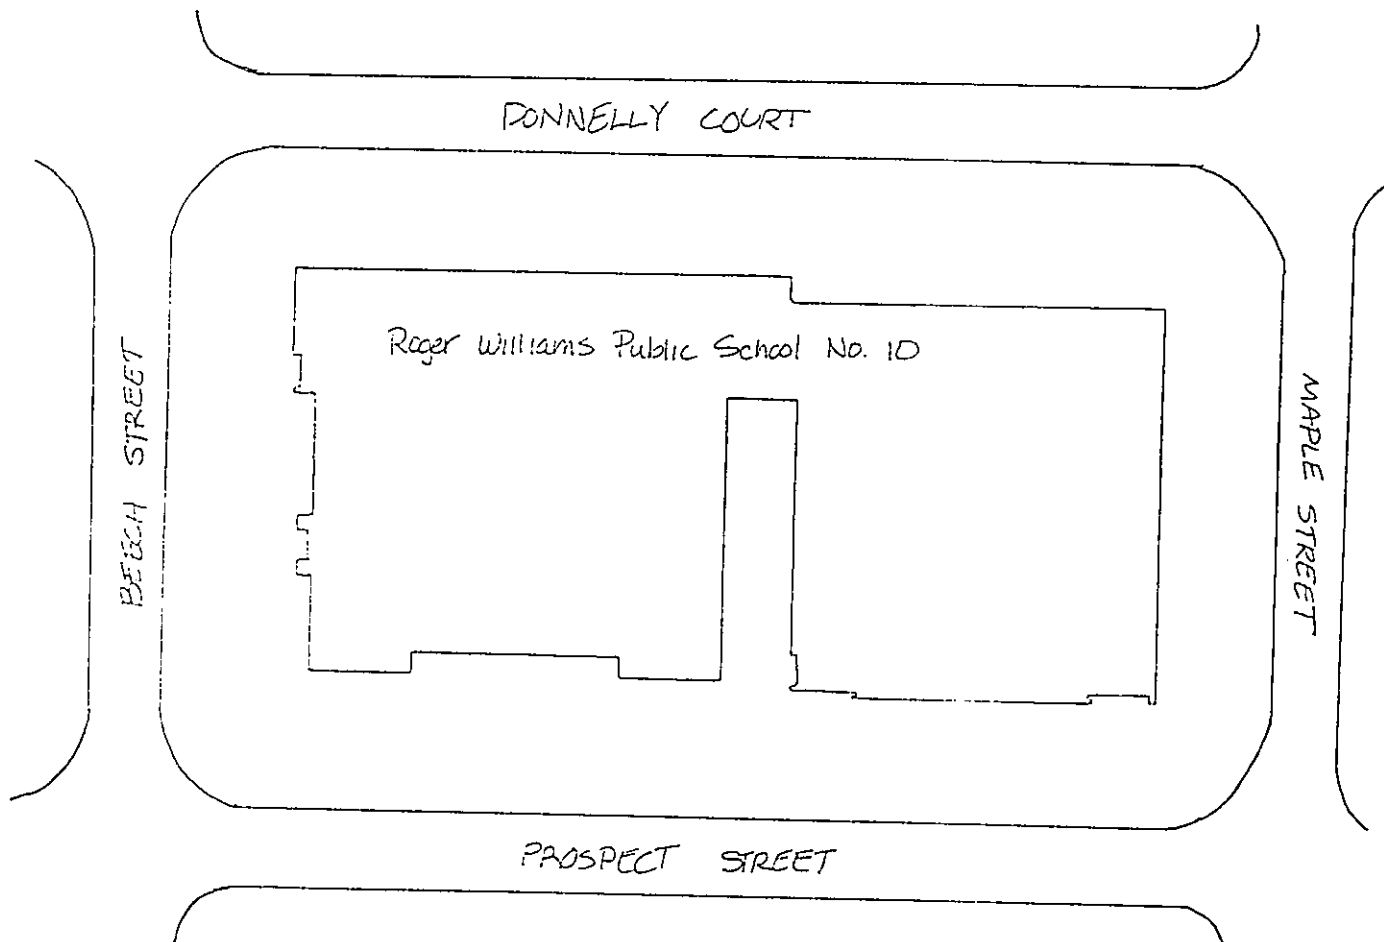 DONNELLY COURT
Roger Williams Public School No. 10
BEECH STREET
MAPLE STREET
PROSPECT STREET